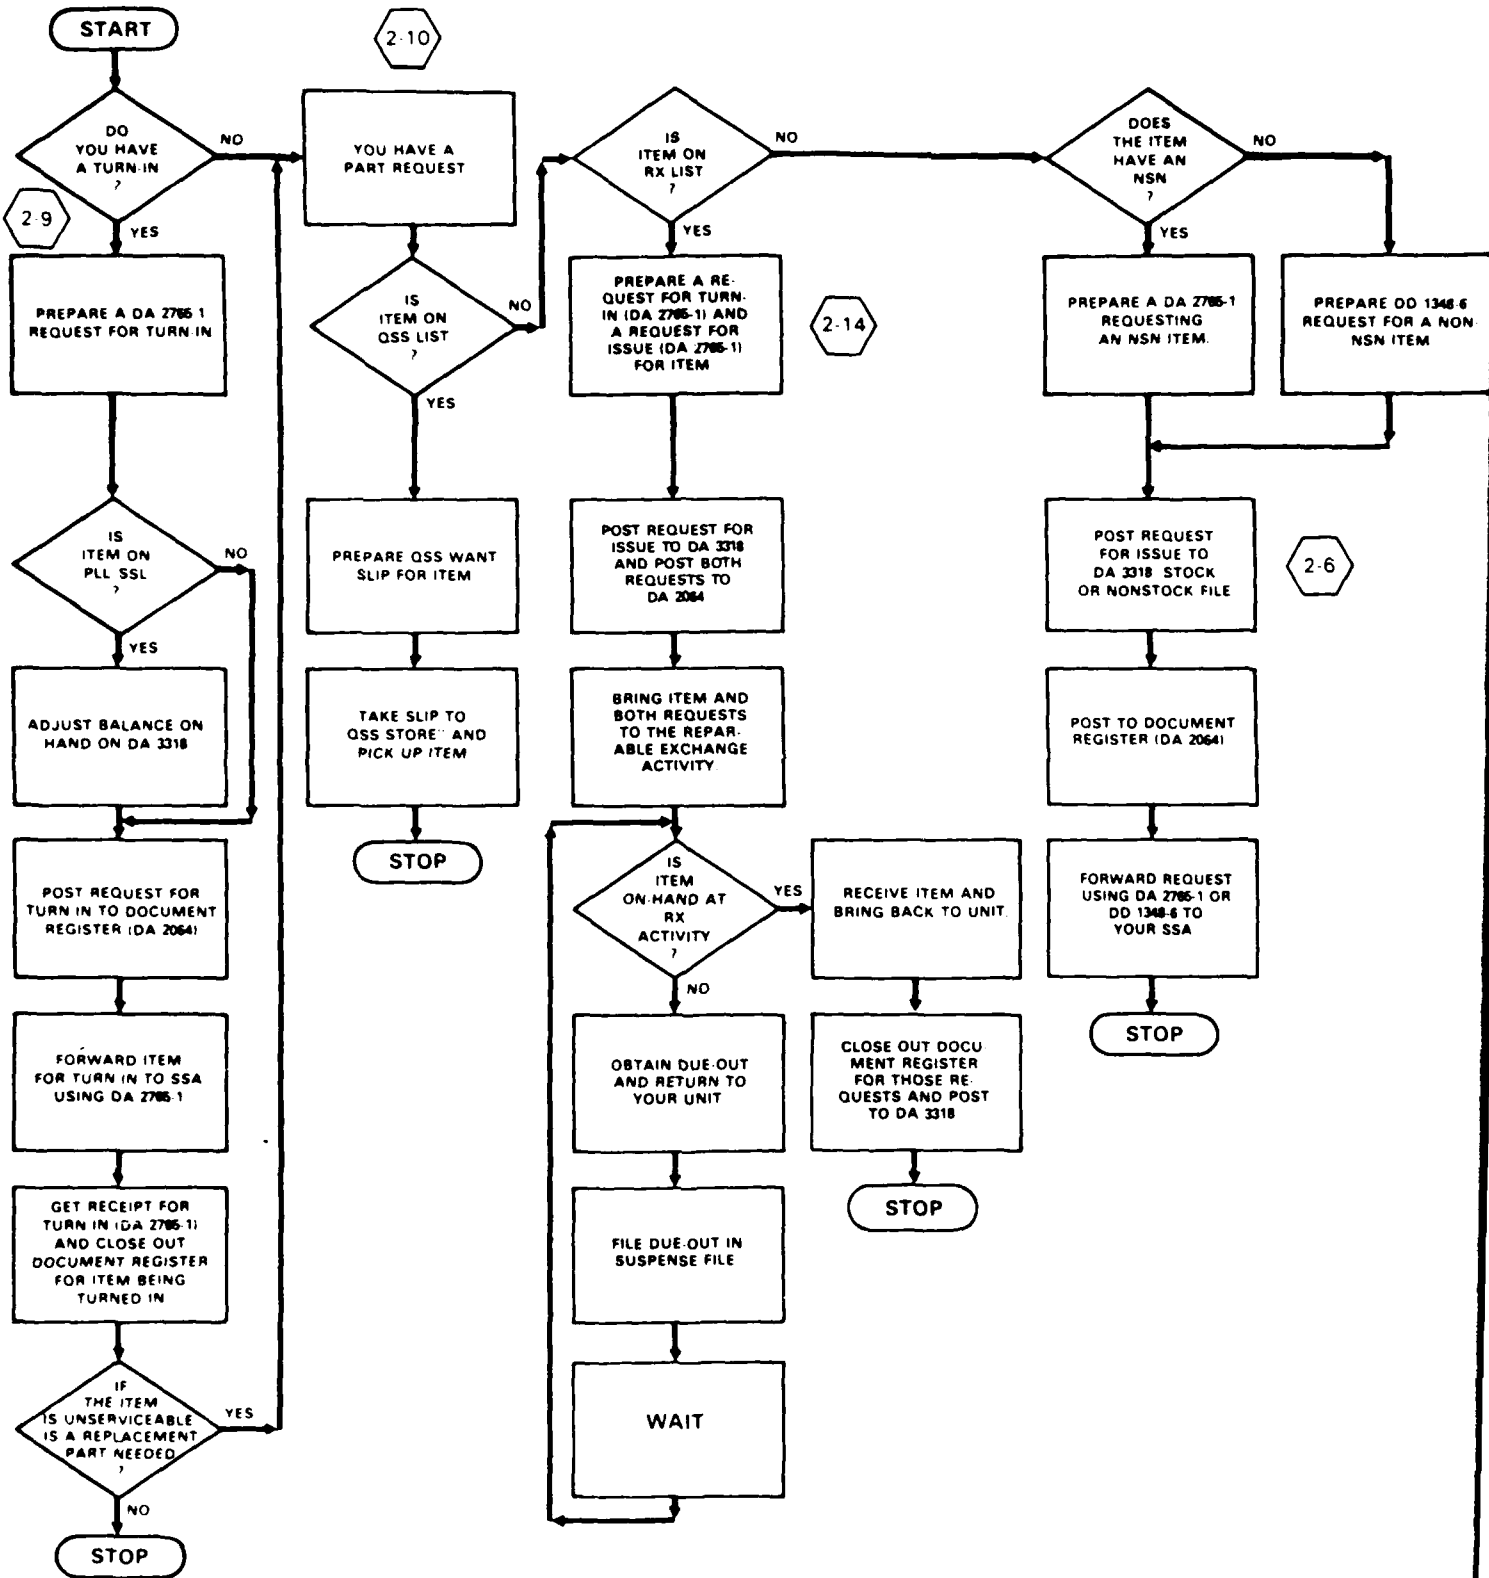 START
DO
YOU HAVE
A TURN-IN
?
NO
YES
2-9
PREPARE A DA 2765-1
REQUEST FOR TURN-IN
IS
ITEM ON
PLL SSL
?
NO
YES
ADJUST BALANCE ON
HAND ON DA 3318
POST REQUEST FOR
TURN IN TO DOCUMENT
REGISTER (DA 2064)
FORWARD ITEM
FOR TURN IN TO SSA
USING DA 2765-1
GET RECEIPT FOR
TURN IN (DA 2765-1)
AND CLOSE OUT
DOCUMENT REGISTER
FOR ITEM BEING
TURNED IN
IF
THE ITEM
IS UNSERVICEABLE
IS A REPLACEMENT
PART NEEDED
?
YES
NO
STOP
2-10
YOU HAVE A
PART REQUEST
IS
ITEM ON
QSS LIST
?
NO
YES
PREPARE QSS WANT
SLIP FOR ITEM
TAKE SLIP TO
QSS STORE" AND
PICK UP ITEM
STOP
IS
ITEM ON
RX LIST
?
NO
YES
PREPARE A RE-
QUEST FOR TURN-
IN (DA 2765-1) AND
A REQUEST FOR
ISSUE (DA 2765-1)
FOR ITEM
2-14
POST REQUEST FOR
ISSUE TO DA 3318
AND POST BOTH
REQUESTS TO
DA 2064
BRING ITEM AND
BOTH REQUESTS
TO THE REPAR-
ABLE EXCHANGE
ACTIVITY.
IS
ITEM
ON-HAND AT
RX
ACTIVITY
?
YES
NO
OBTAIN DUE-OUT
AND RETURN TO
YOUR UNIT
FILE DUE-OUT IN
SUSPENSE FILE
WAIT
RECEIVE ITEM AND
BRING BACK TO UNIT.
CLOSE OUT DOCU-
MENT REGISTER
FOR THOSE RE-
QUESTS AND POST
TO DA 3318
STOP
DOES
THE ITEM
HAVE AN
NSN
?
NO
YES
PREPARE A DA 2765-1
REQUESTING
AN NSN ITEM.
PREPARE DD 1348-6
REQUEST FOR A NON-
NSN ITEM
POST REQUEST
FOR ISSUE TO
DA 3318 STOCK
OR NONSTOCK FILE
2-6
POST TO DOCUMENT
REGISTER (DA 2064)
FORWARD REQUEST
USING DA 2765-1 OR
DD 1348-6 TO
YOUR SSA
STOP